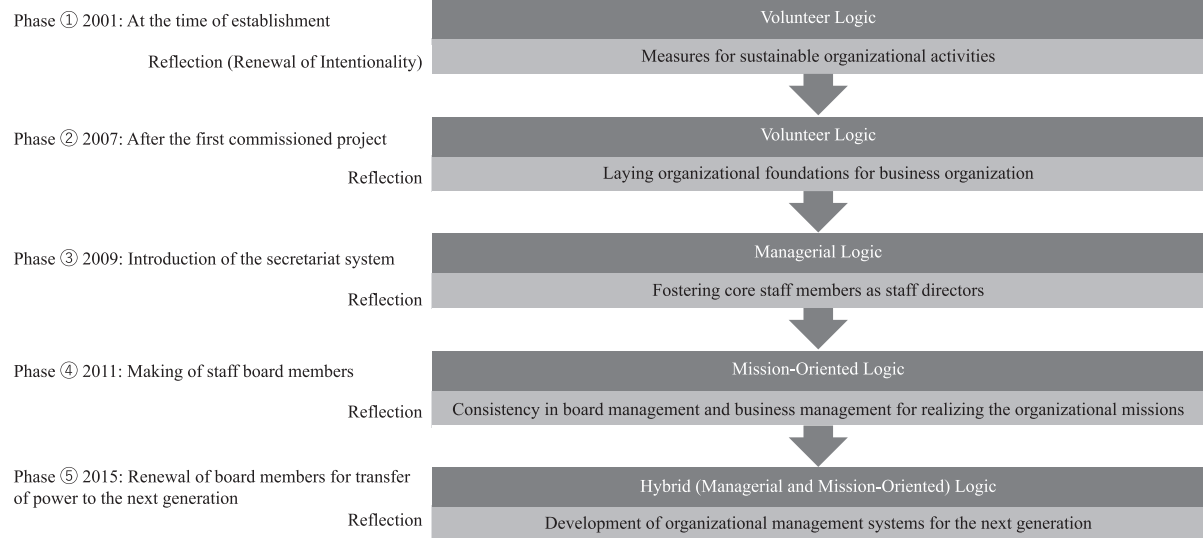 Phase ① 2001: At the time of establishment
Volunteer Logic
Reflection (Renewal of Intentionality)
Measures for sustainable organizational activities
Phase ② 2007: After the first commissioned project
Volunteer Logic
Reflection
Laying organizational foundations for business organization
Phase ③ 2009: Introduction of the secretariat system
Managerial Logic
Reflection
Fostering core staff members as staff directors
Phase ④ 2011: Making of staff board members
Mission-Oriented Logic
Reflection
Consistency in board management and business management for realizing the organizational missions
Phase ⑤ 2015: Renewal of board members for transfer
of power to the next generation
Hybrid (Managerial and Mission-Oriented) Logic
Reflection
Development of organizational management systems for the next generation